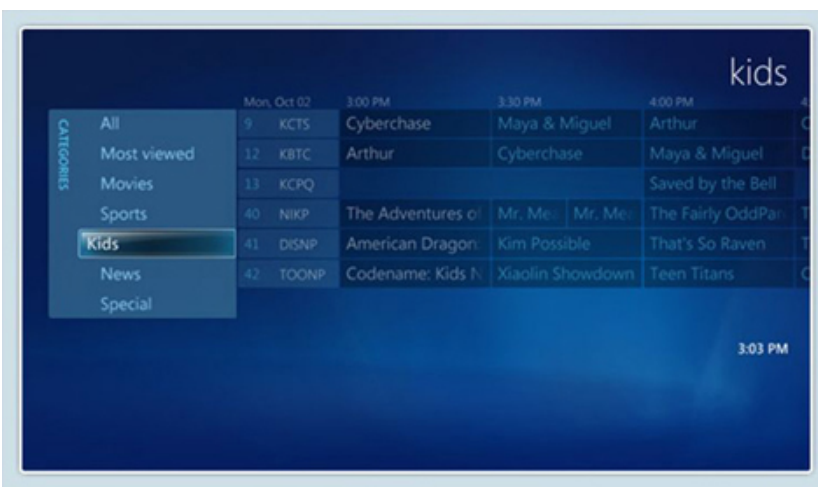 kids
Mon, Oct 02 3:00 PM 3:30 PM 4:00 PM
CATEGORIES
All
Most viewed
Movies
Sports
Kids
News
Special
9 KCTS Cyberchase Maya & Miguel Arthur
12 KBTC Arthur Cyberchase Maya & Miguel
13 KCPQ Saved by the Bell
40 NIKP The Adventures of Mr. Mea Mr. Mea The Fairly OddPar
41 DISNP American Dragon: Kim Possible That's So Raven
42 TOONP Codename: Kids N Xiaolin Showdown Teen Titans
3:03 PM